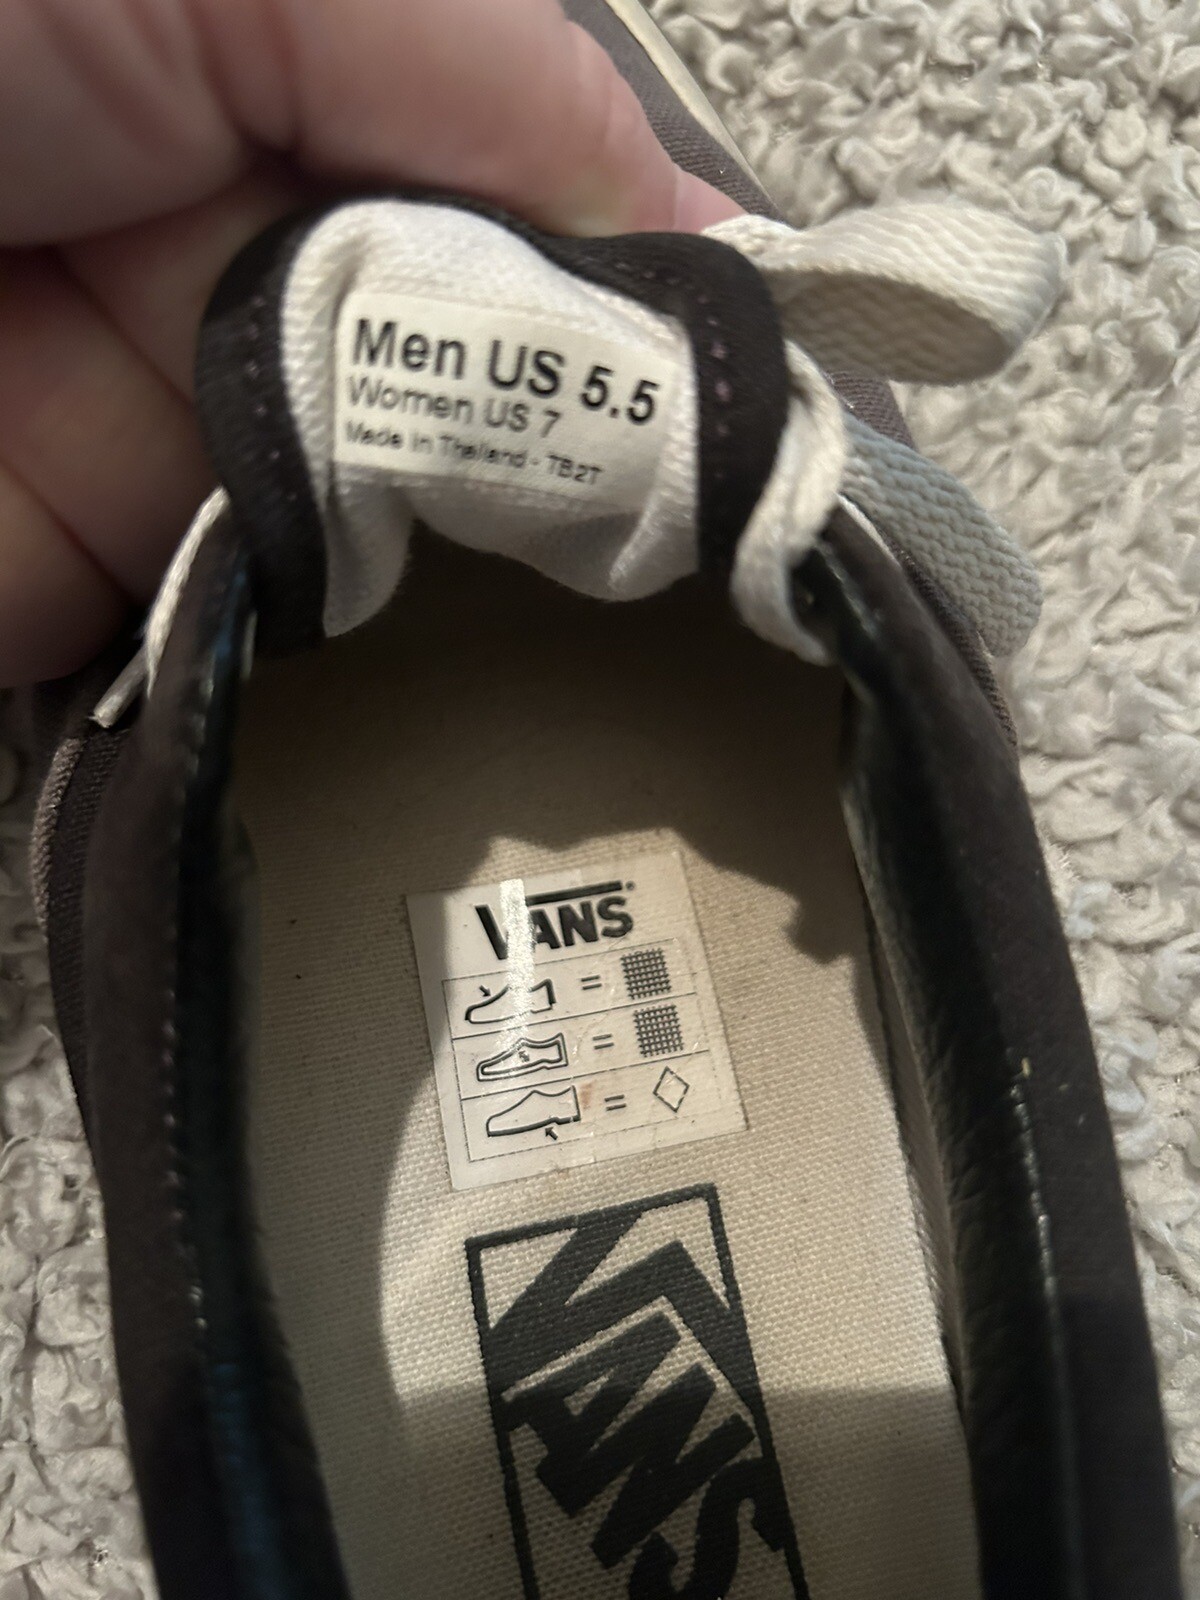 Men US 5.5
Women US 7
Made in Thailand - TB2T
VANS
=
=
=
VANS